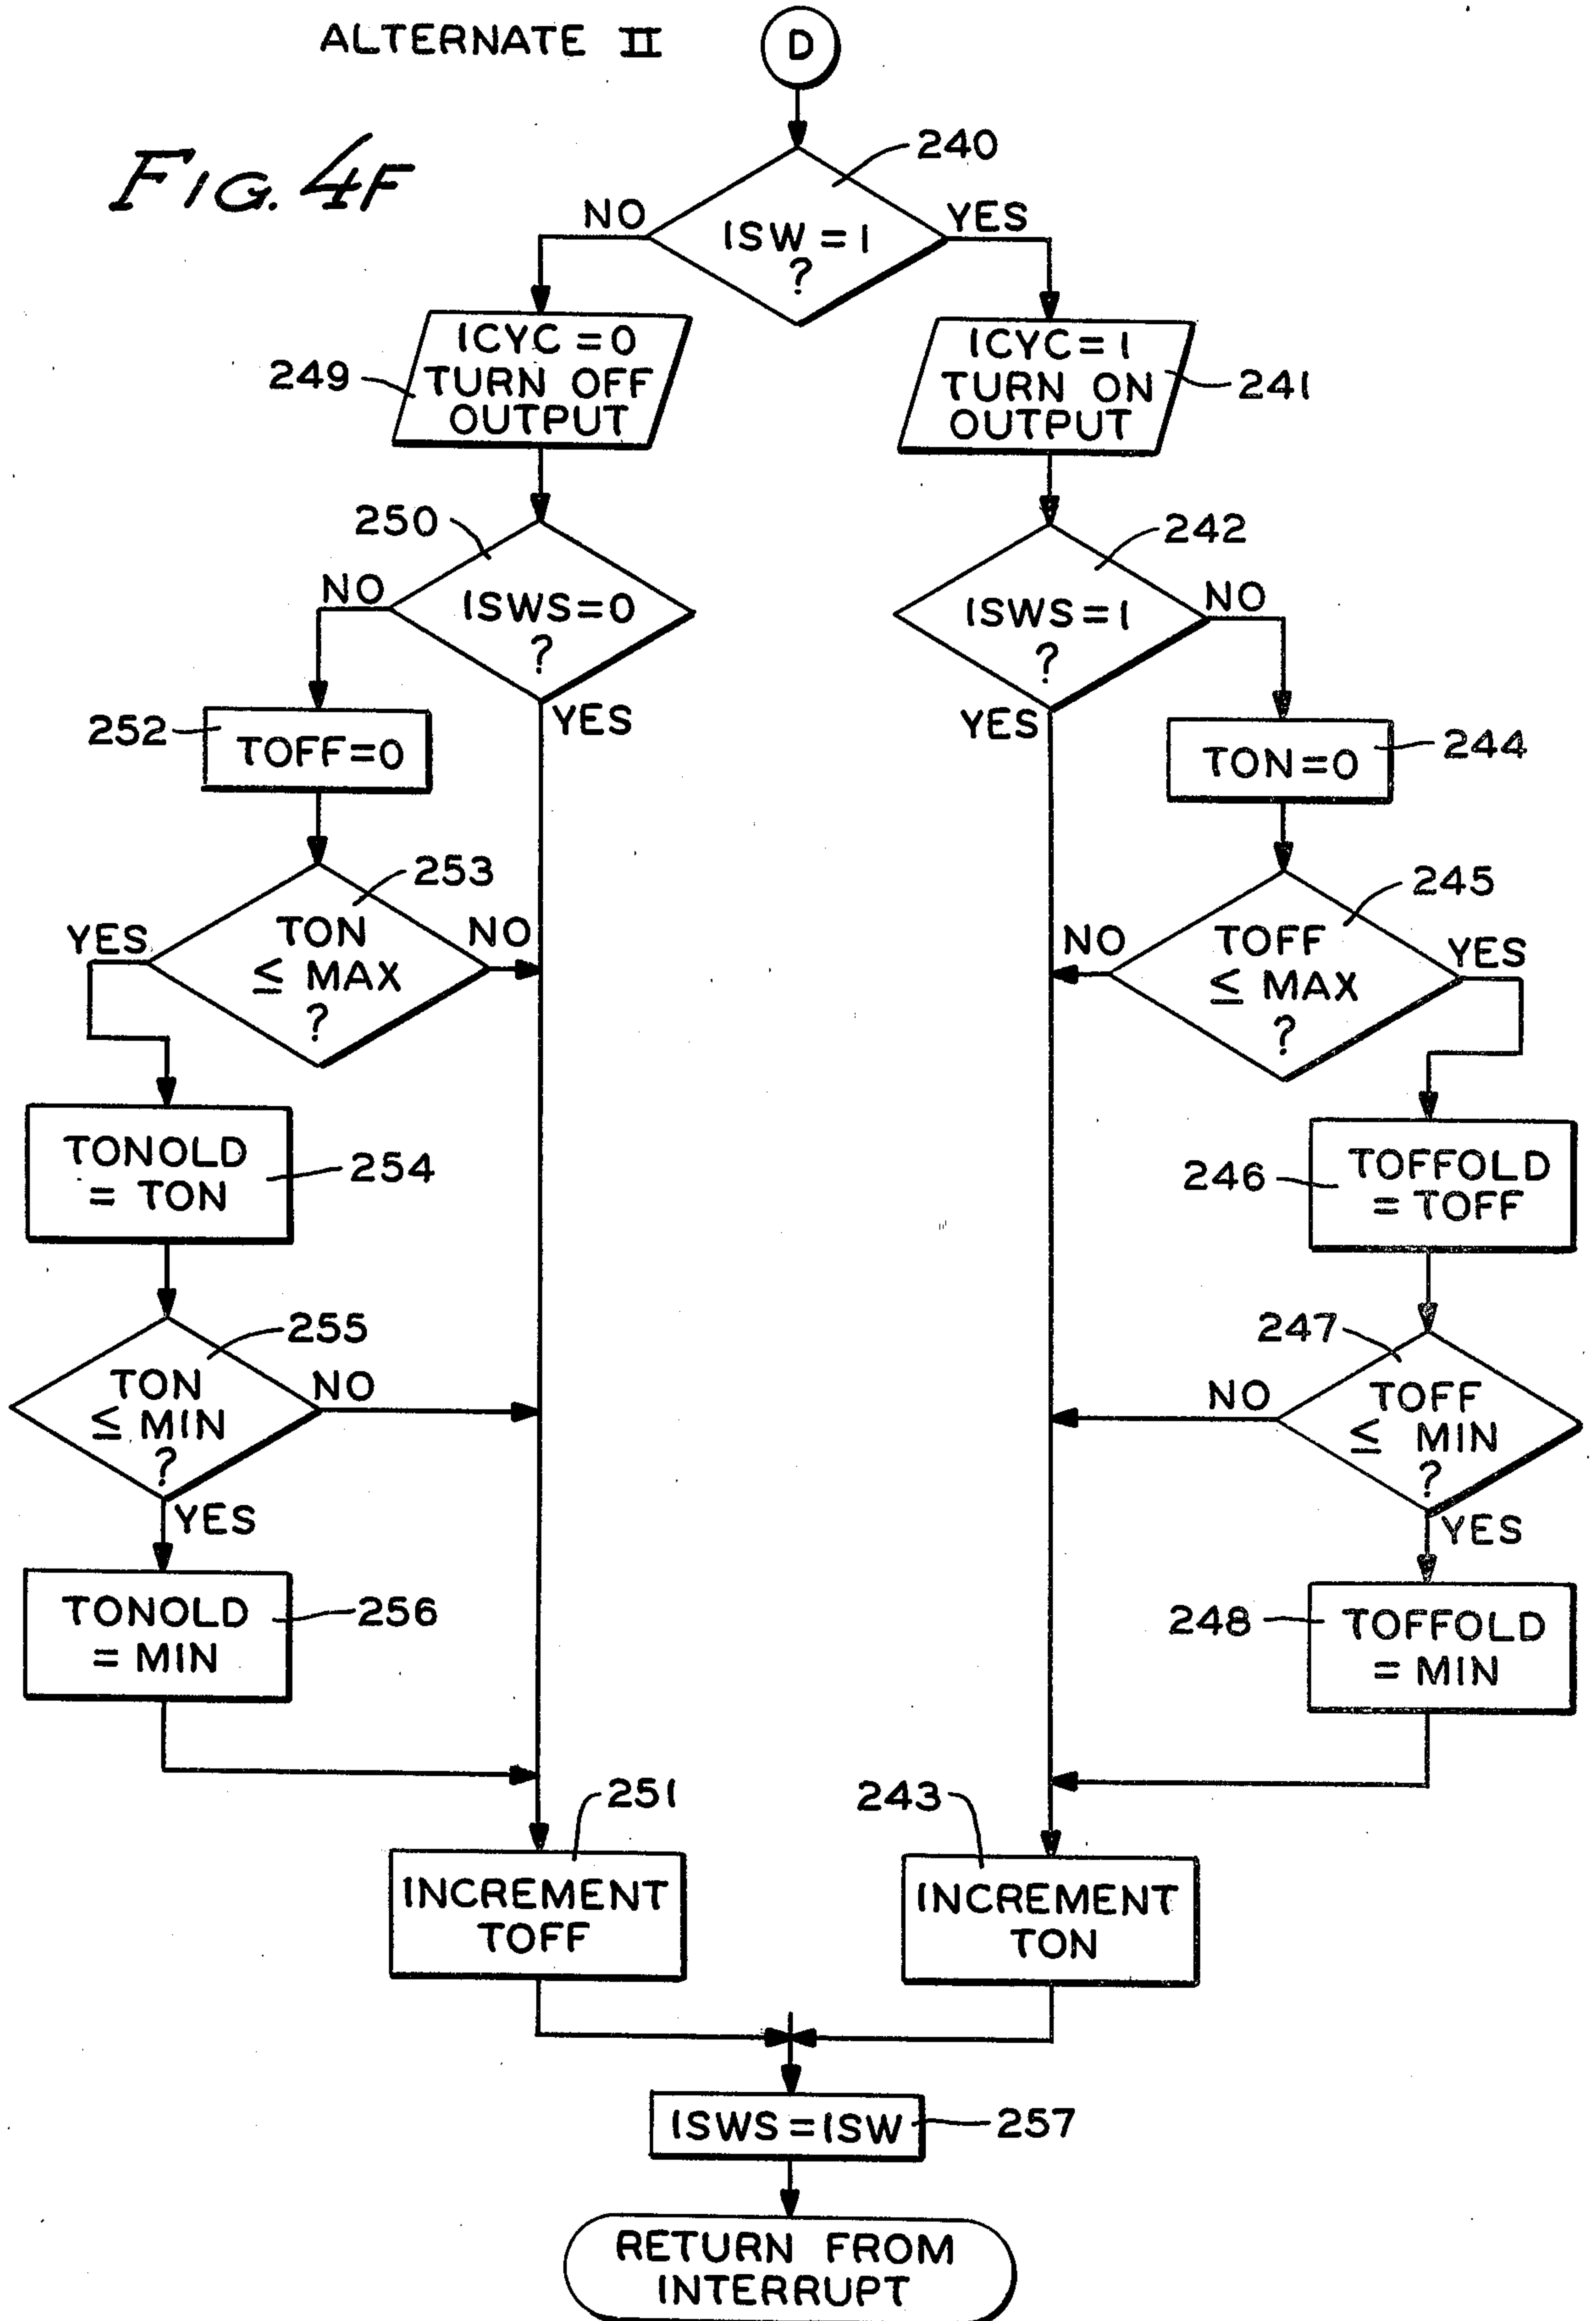 ALTERNATE II
D
FIG. 4F
240
NO
YES
ISW = 1
?
ICYC = 0
TURN OFF
OUTPUT
249
ICYC = 1
TURN ON
OUTPUT
241
250
NO
ISWS = 0
?
YES
242
NO
ISWS = 1
?
YES
252
TOFF = 0
244
TON = 0
253
YES
NO
TON
≤ MAX
?
245
NO
YES
TOFF
≤ MAX
?
TONOLD
= TON
254
246
TOFFOLD
= TOFF
255
TON
≤ MIN
?
NO
YES
247
NO
TOFF
≤ MIN
?
YES
TONOLD
= MIN
256
248
TOFFOLD
= MIN
251
243
INCREMENT
TOFF
INCREMENT
TON
ISWS = ISW
257
RETURN FROM
INTERRUPT